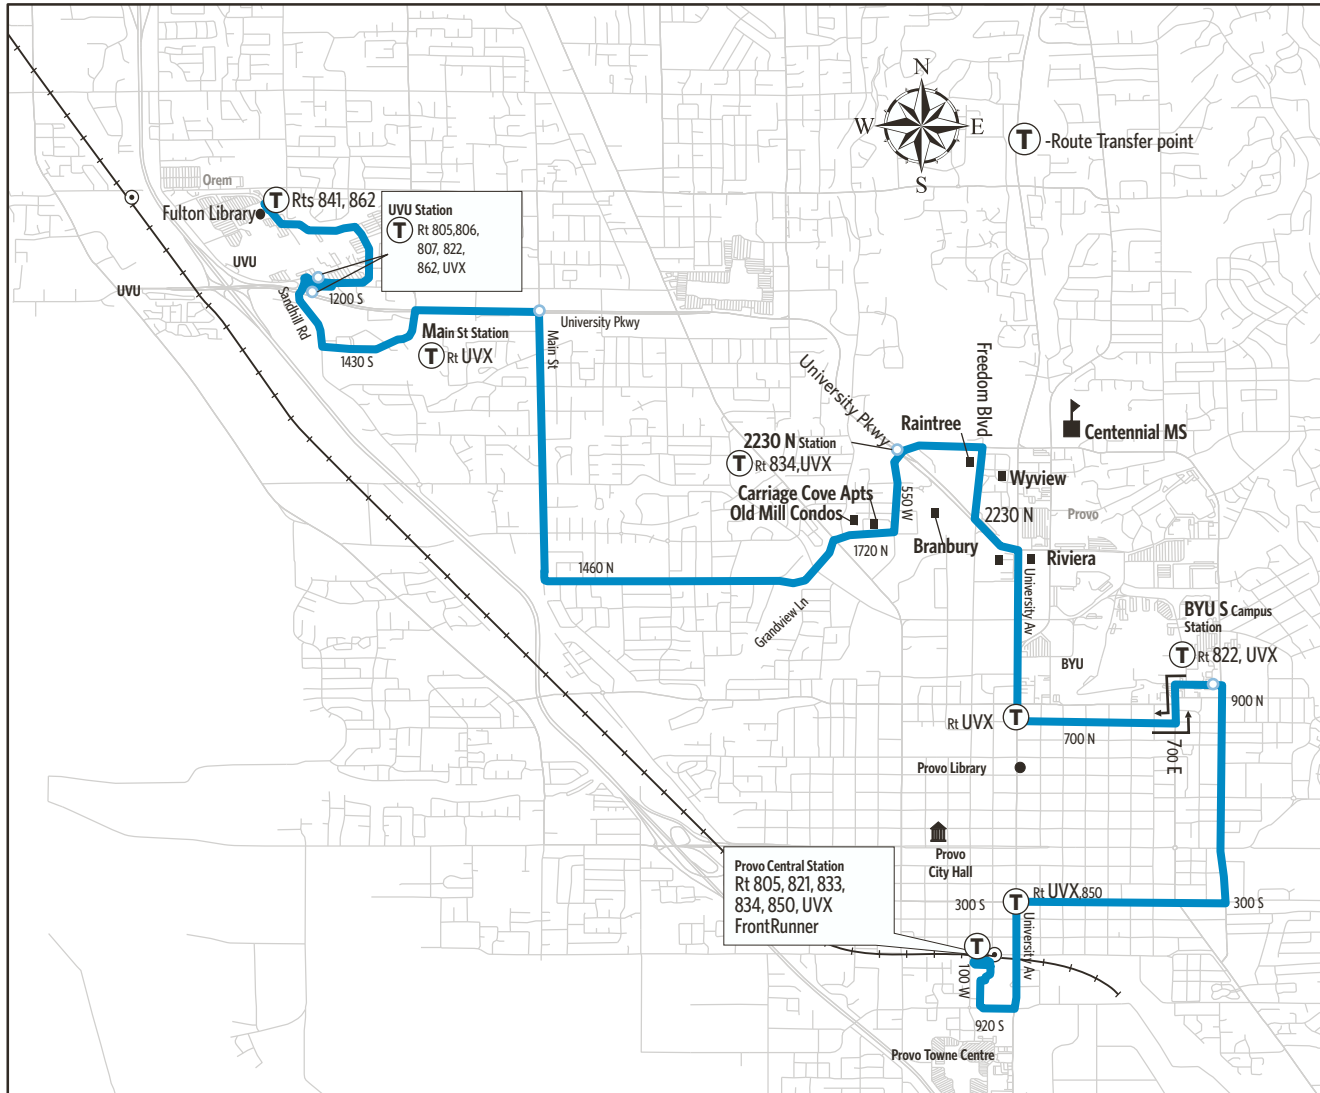 N
W
E
S
T -Route Transfer point
Orem
T Rts 841, 862
Fulton Library
UVU Station
T Rt 805,806,
807, 822,
862, UVX
UVU
UVU
1200 S
Sandhill Rd
1430 S
Main St Station
T Rt UVX
University Pkwy
Main St
University Pkwy
Freedom Blvd
Raintree
Centennial MS
2230 N Station
T Rt 834,UVX
Wyview
Carriage Cove Apts
Old Mill Condos
550 W
2230 N
Provo
Branbury
1720 N
Riviera
1460 N
University Av
Grandview Ln
BYU S Campus
Station
T Rt 822, UVX
BYU
900 N
Rt UVX T
700 N
700 E
Provo Library
Provo
City Hall
Provo Central Station
Rt 805, 821, 833,
834, 850, UVX
FrontRunner
Rt UVX,850
300 S T
300 S
University Av
T
100 W
920 S
Provo Towne Centre